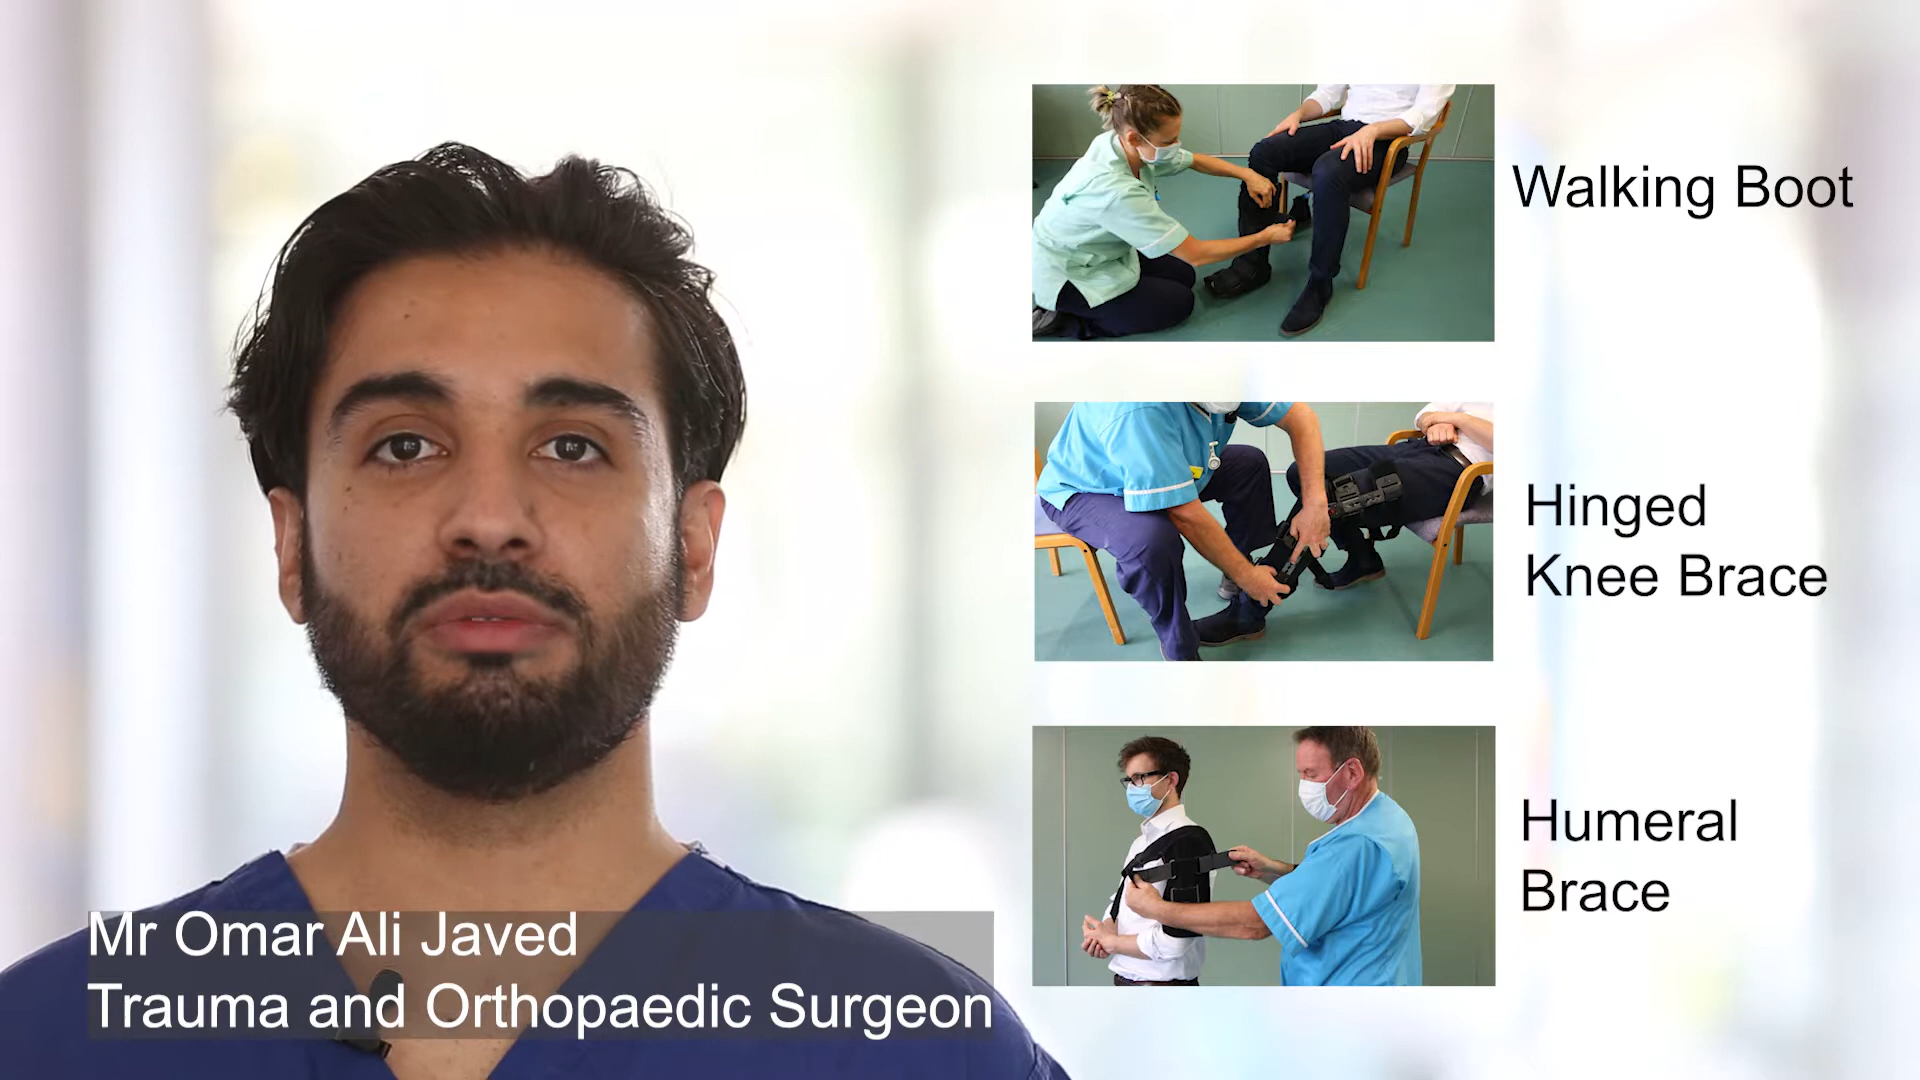 Walking Boot
Hinged
Knee Brace
Humeral
Brace
Mr Omar Ali Javed
Trauma and Orthopaedic Surgeon